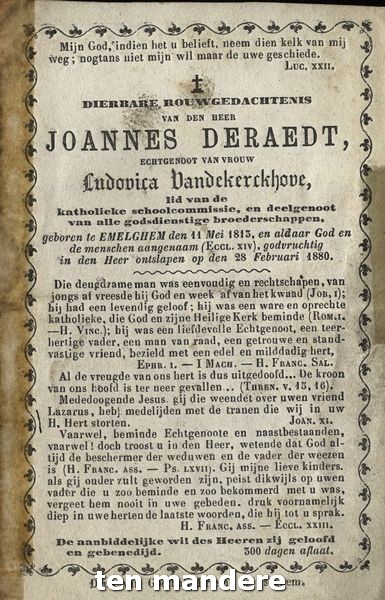 Mijn God, indien het u belieft, neem dien kelk van mij
weg; nogtans niet mijn wil maar de uwe geschiede.
Luc. XXII.
DIERBARE ROUWGEDACHTENIS
VAN DEN HEER
JOANNES DERAEDT,
ECHTGENOOT VAN VROUW
Ludovica Vandekerckhove,
lid van de
katholieke schoolcommissie, en deelgenoot
van alle godsdienstige broederschappen,
geboren te EMELGHEM den 11 Mei 1813, en aldaar God en
de menschen aangenaam (ECCL. XIV), godvruchtig
in den Heer ontslapen op den 28 Februari 1880.
Die deugdzame man was eenvoudig en rechtschapen, van
jongs af vreesde hij God en week af van het kwaad (JOB, I);
hij had een levendig geloof; hij was een ware en oprechte
katholieke, die God en zijne Heilige Kerk beminde (ROM. I.
—H. VINC.); hij was een liefdevolle Echtgenoot, een teer-
hertige vader, een man van raad, een getrouwe en stand-
vastige vriend, bezield met een edel en milddadig hert,
EPHR. I. — I MACH. — H. FRANC. SAL.
Al de vreugde van ons hert is dus uitgedoofd... De kroon
van ons hoofd is ter neer gevallen... (THREN. V. 15, 16).
Mededoogende Jesus, gij die weendet over uwen vriend
Lazarus, hebt medelijden met de tranen die wij in uw
H. Hert storten. JOAN. XI.
Vaarwel, beminde Echtgenote en naastbestaanden,
vaarwel! doch troost u in den Heer, wetende dat God al-
tijd de beschermer der weduwen en de vader der weezen
is (H. FRANC. ASS. — PS. LXVII). Gij mijne lieve kinders.
als gij ouder zult geworden zijn, peist dikwijls op uwen
vader die u zoo beminde en zoo bekommerd met u was,
vergeet hem nooit in uwe gebeden, druk voornamelijk
diep in uwe herten de laatste woorden, die hij tot u sprak.
H. FRANC. ASS. — ECCL. XXIII.
De aanbiddelijke wil des Heeren zij geloofd
en gebenedijd. 300 dagen aflaat.
ten mandere